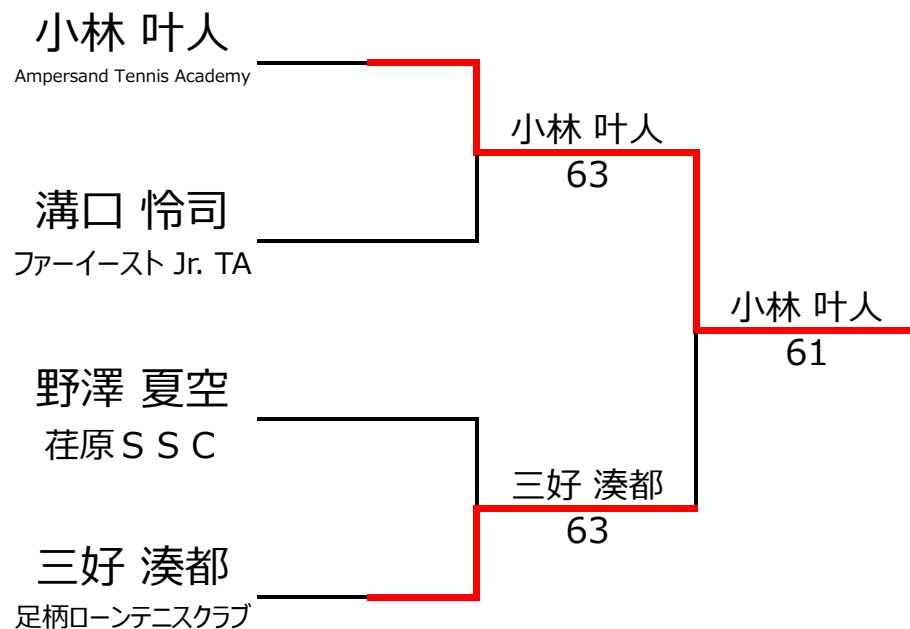 小林 叶人
Ampersand Tennis Academy
小林 叶人
63
溝口 怜司
ファーイースト Jr. TA
小林 叶人
61
野澤 夏空
荏原ＳＳＣ
三好 湊都
63
三好 湊都
足柄ローンテニスクラブ